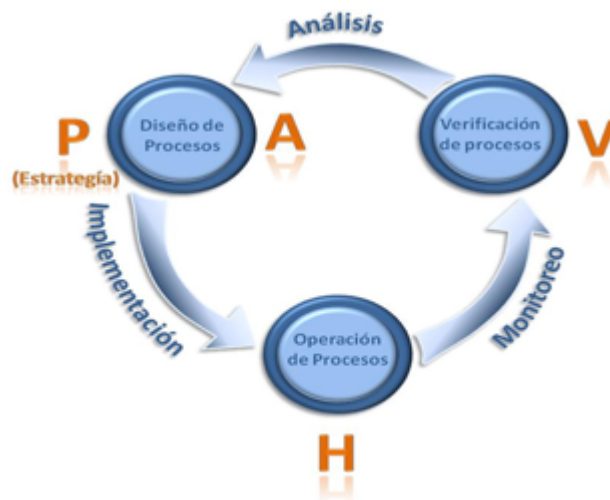 Análisis
P
(Estrategía)
Diseño de
Procesos
A
Verificación
de procesos
V
Implementación
Monitoreo
Operación
de Procesos
H